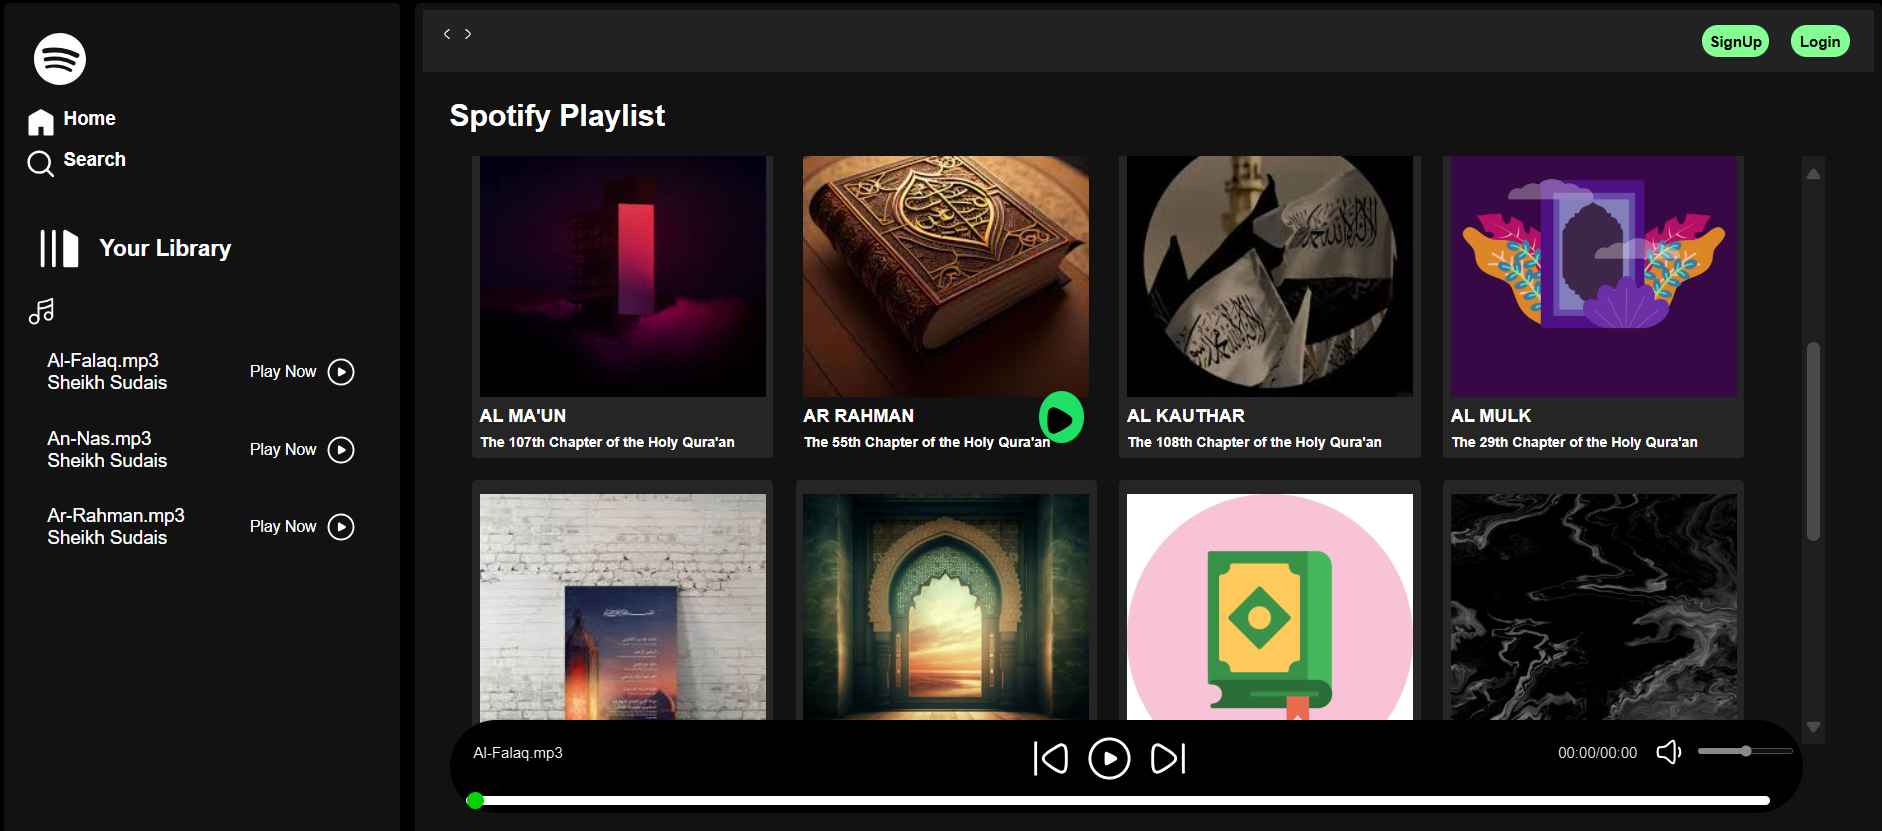 Home
Search
Your Library
Al-Falaq.mp3
Sheikh Sudais
Play Now
An-Nas.mp3
Sheikh Sudais
Play Now
Ar-Rahman.mp3
Sheikh Sudais
Play Now
SignUp
Login
Spotify Playlist
AL MA'UN
The 107th Chapter of the Holy Qura'an
AR RAHMAN
The 55th Chapter of the Holy Qura'an
AL KAUTHAR
The 108th Chapter of the Holy Qura'an
AL MULK
The 29th Chapter of the Holy Qura'an
Al-Falaq.mp3
00:00/00:00